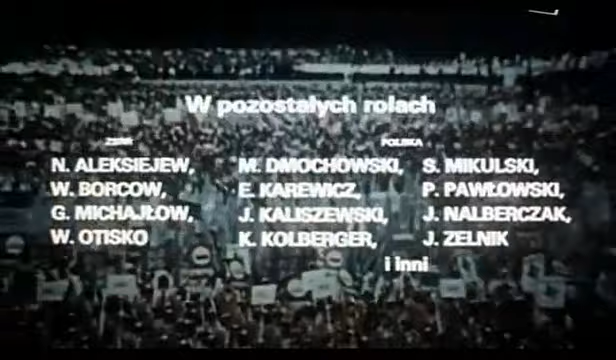 W pozostałych rolach
ZSRR POLSKA
N. ALEKSIEJEW, M. DMOCHOWSKI, S. MIKULSKI,
W. BORCOW, E. KAREWICZ, P. PAWŁOWSKI,
G. MICHAJŁOW, J. KALISZEWSKI, J. NALBERCZAK,
W. OTISKO K. KOLBERGER, J. ZELNIK
i inni